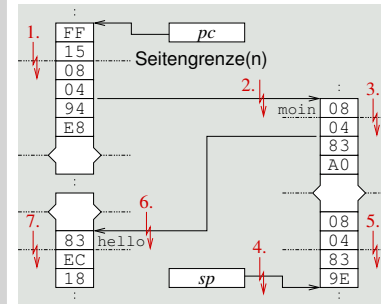 :
1. FF pc
15
Seitengrenze(n)
08
04 2. : 3.
94 moin 08
E8 04
83
A0
:
6.
7. 08 5.
83 hello 04
EC 4. 83
18 sp 9E
: :